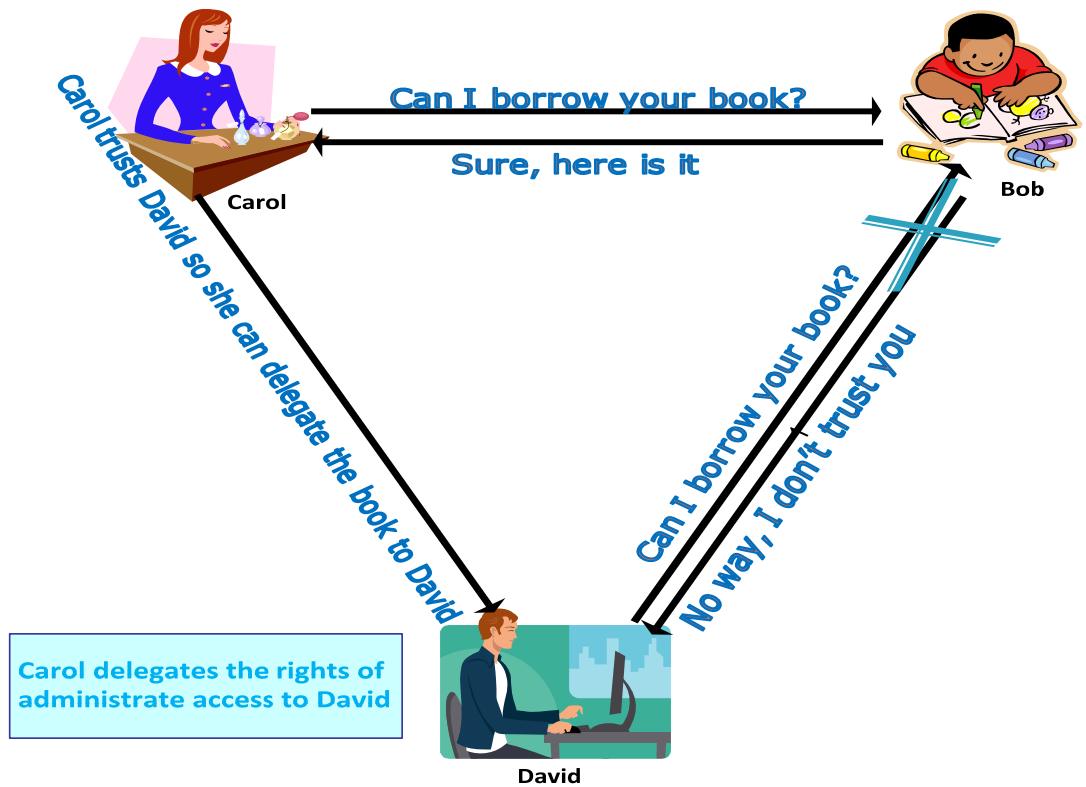 Can I borrow your book?
Sure, here is it
Carol
Bob
Carol trusts David so she can delegate the book to David
Can I borrow your book?
No way, I don't trust you
Carol delegates the rights of
administrate access to David
David